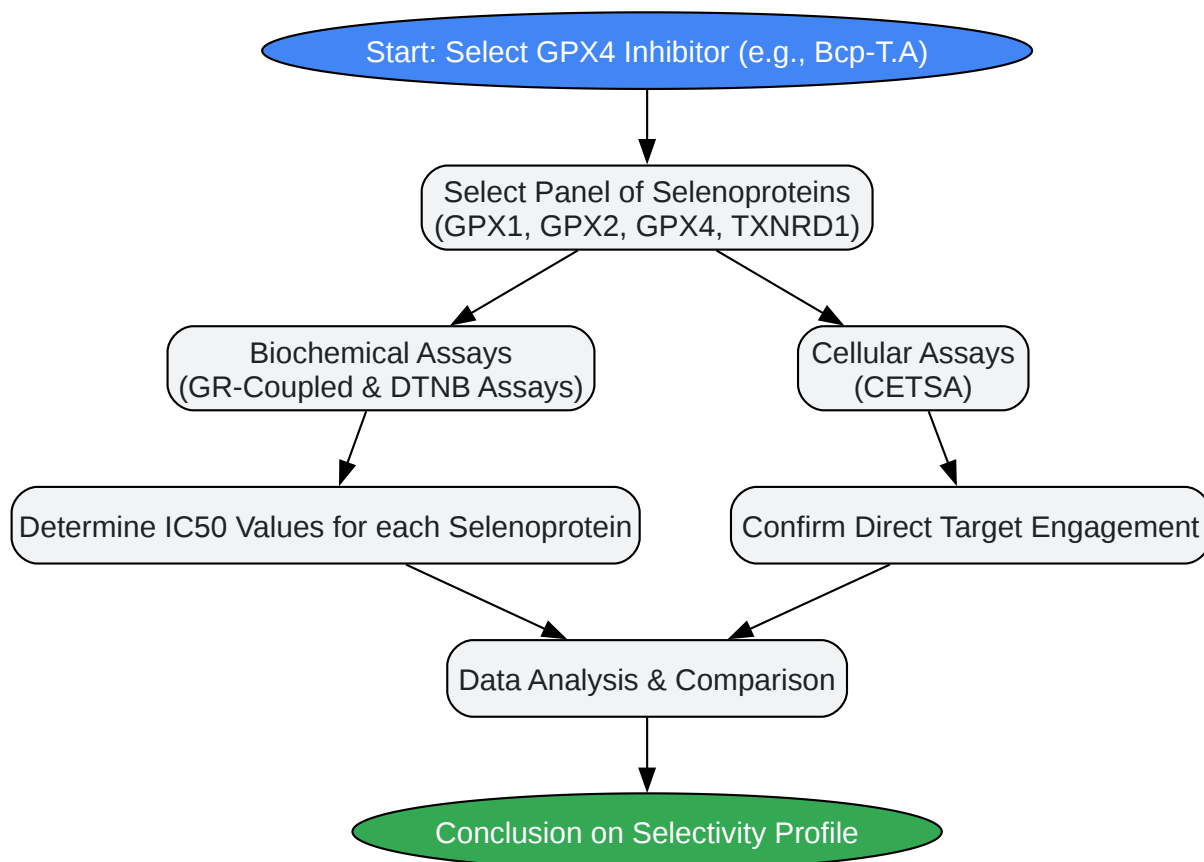 Start: Select GPX4 Inhibitor (e.g., Bcp-T.A)
Select Panel of Selenoproteins
(GPX1, GPX2, GPX4, TXNRD1)
Biochemical Assays
(GR-Coupled & DTNB Assays)
Cellular Assays
(CETSA)
Determine IC50 Values for each Selenoprotein
Confirm Direct Target Engagement
Data Analysis & Comparison
Conclusion on Selectivity Profile